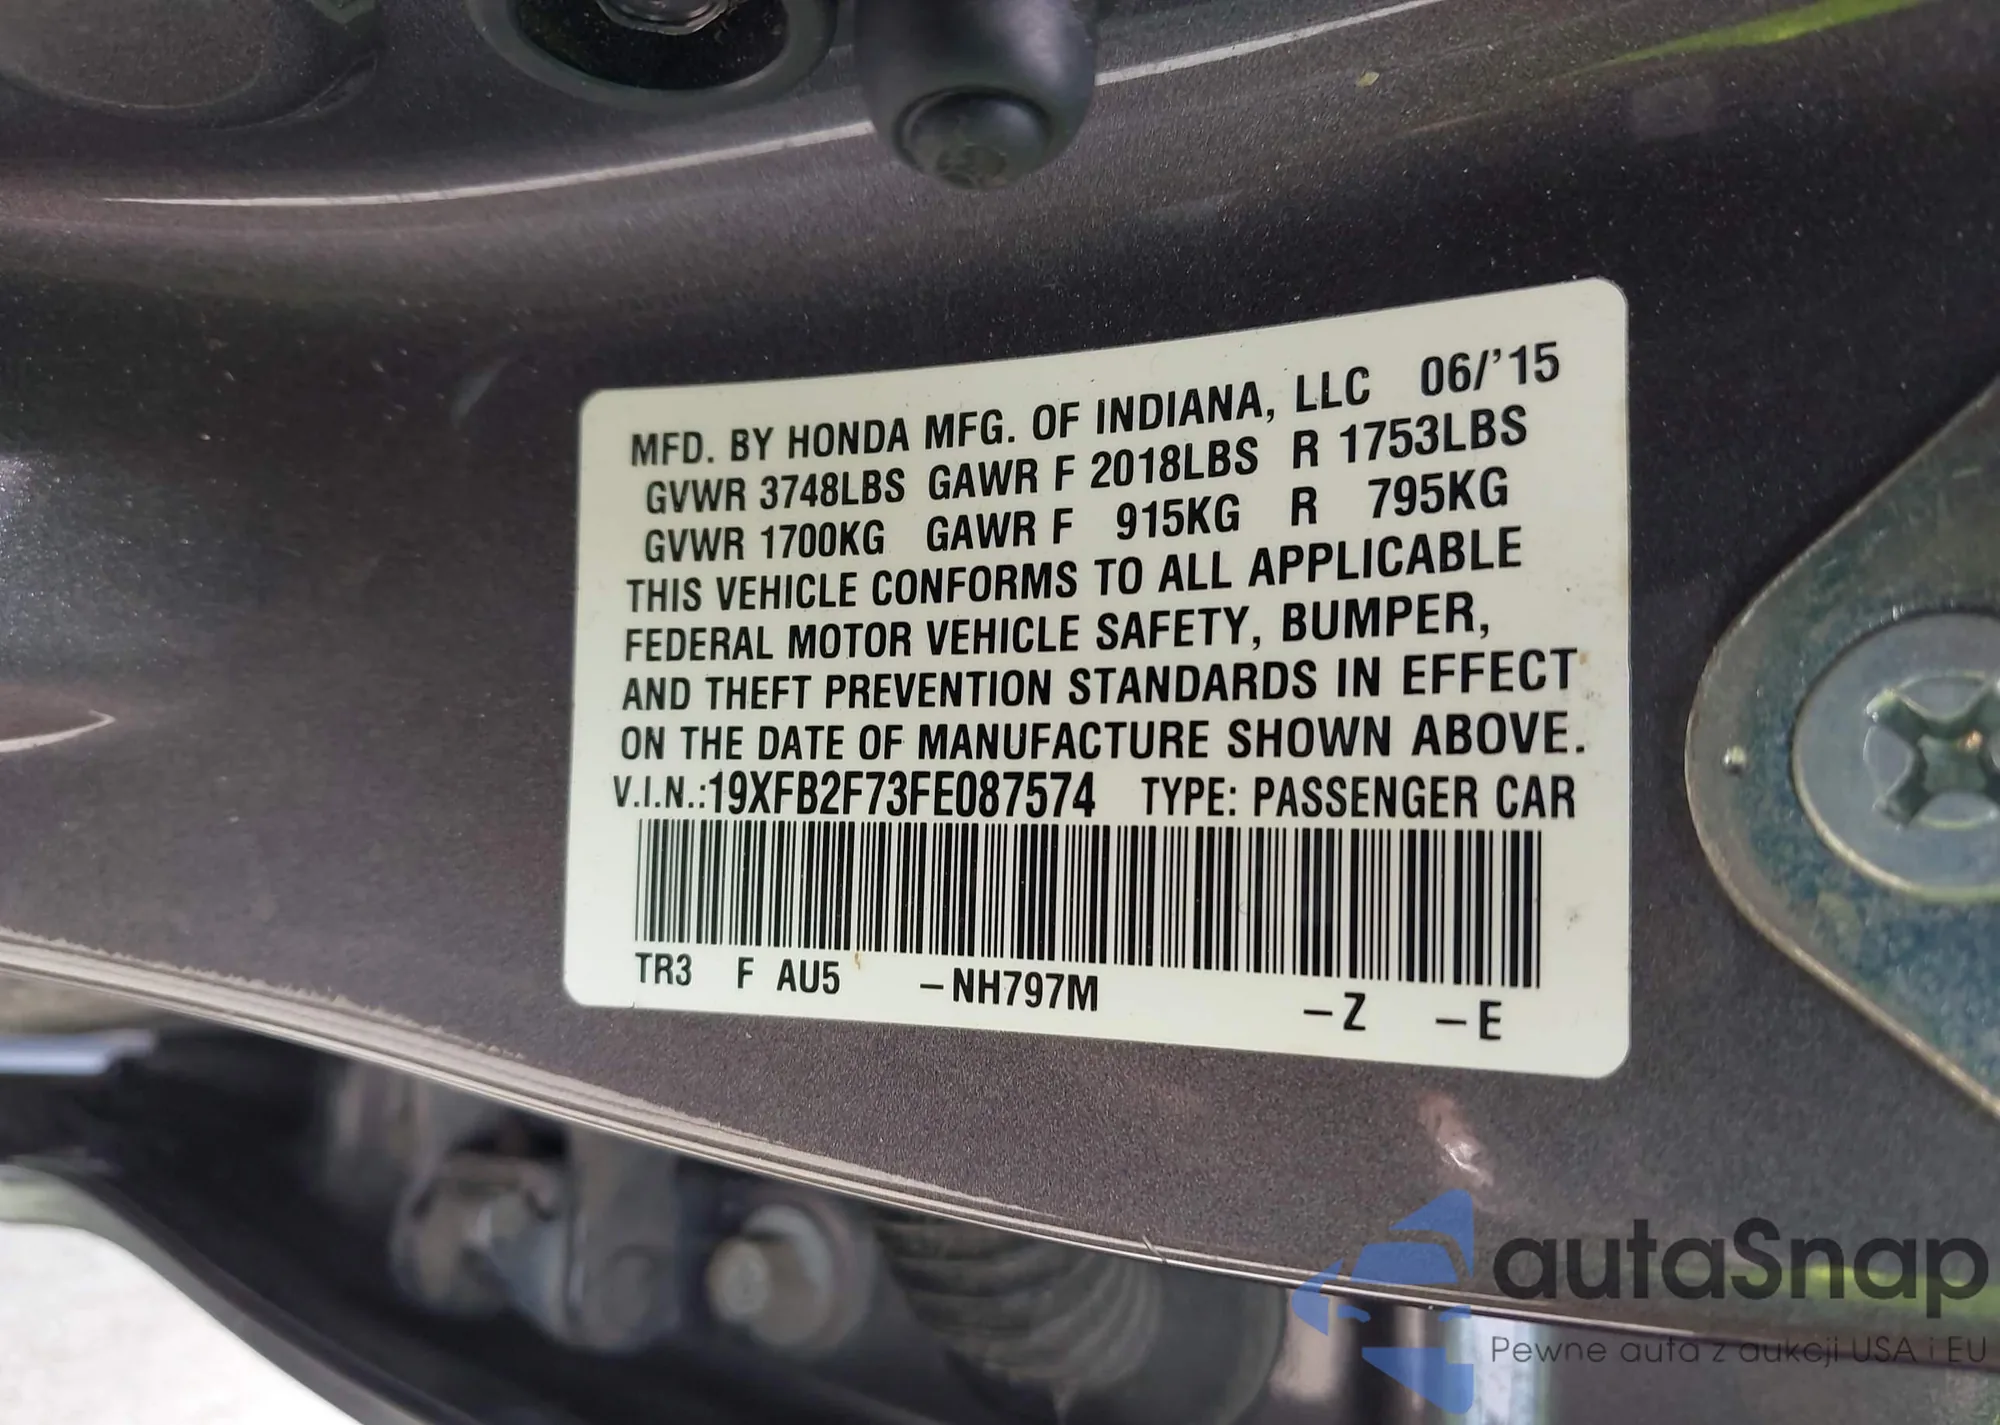 MFD. BY HONDA MFG. OF INDIANA, LLC 06/'15
GVWR 3748LBS GAWR F 2018LBS R 1753LBS
GVWR 1700KG GAWR F 915KG R 795KG
THIS VEHICLE CONFORMS TO ALL APPLICABLE
FEDERAL MOTOR VEHICLE SAFETY, BUMPER,
AND THEFT PREVENTION STANDARDS IN EFFECT
ON THE DATE OF MANUFACTURE SHOWN ABOVE.
V.I.N.:19XFB2F73FE087574 TYPE: PASSENGER CAR
TR3 F AU5 –NH797M –Z –E
autaSnap
Pewne auta z aukcji USA i EU